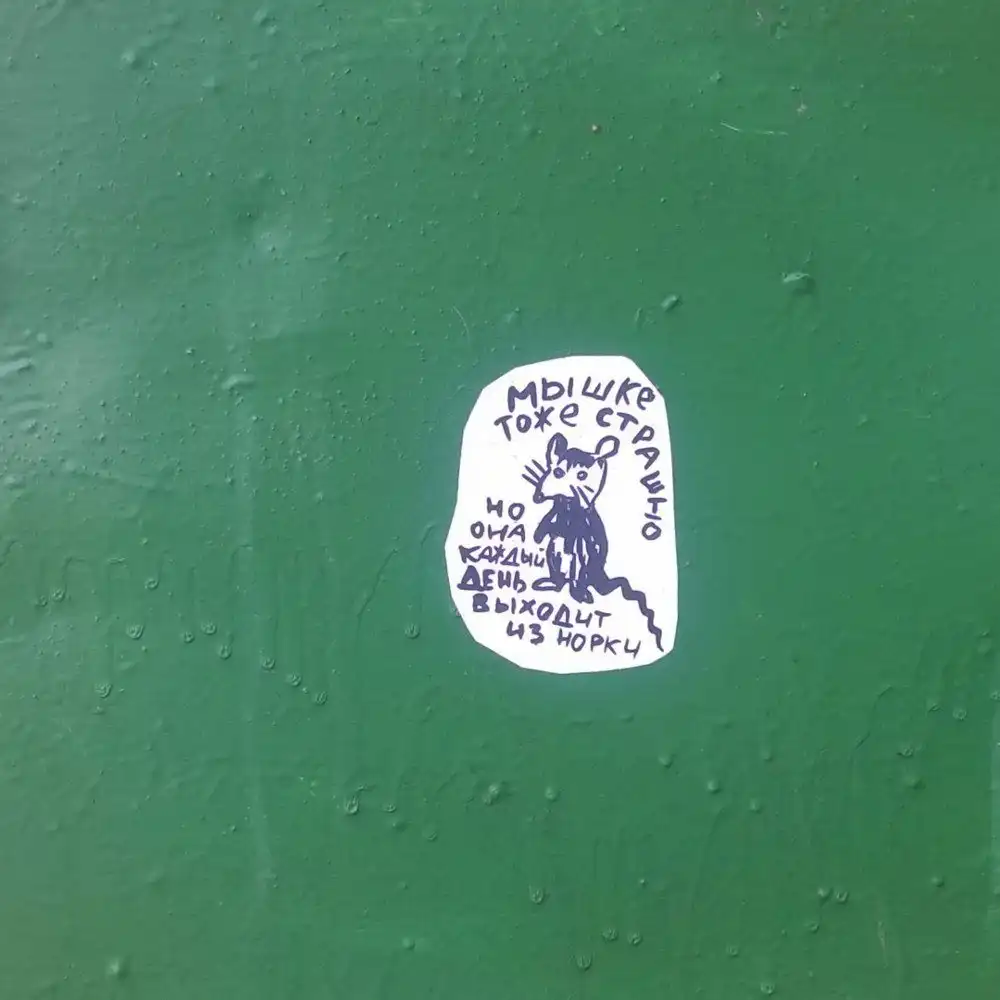 Мышке
тоже страшно
но
она
каждый
день
выходит
из норки